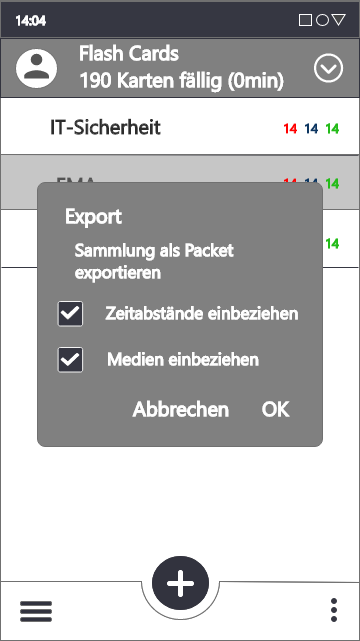 14:04
Flash Cards
190 Karten fällig (0min)
IT-Sicherheit 14 14 14
EMA 14 14 14
14
Export
Sammlung als Packet
exportieren
Zeitabstände einbeziehen
Medien einbeziehen
Abbrechen OK